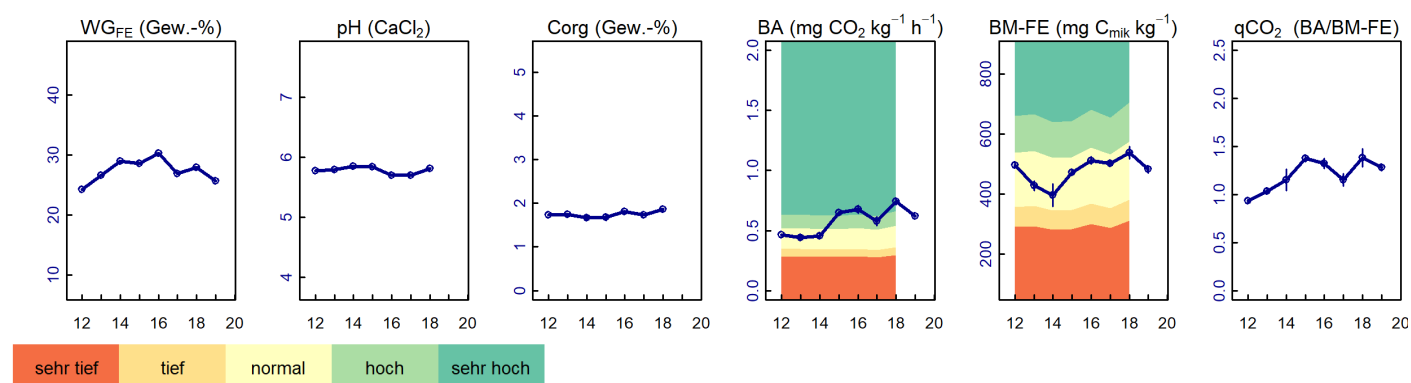 WG_FE (Gew.-%)
pH (CaCl₂)
Corg (Gew.-%)
BA (mg CO₂ kg⁻¹ h⁻¹)
BM-FE (mg C_mik kg⁻¹)
qCO₂ (BA/BM-FE)
10 20 30 40
4 5 6 7
0 1 2 3 4 5
0.0 0.5 1.0 1.5 2.0
200 400 600 800
0.0 0.5 1.0 1.5 2.0 2.5
12 14 16 18 20
12 14 16 18 20
12 14 16 18 20
12 14 16 18 20
12 14 16 18 20
12 14 16 18 20
sehr tief tief normal hoch sehr hoch